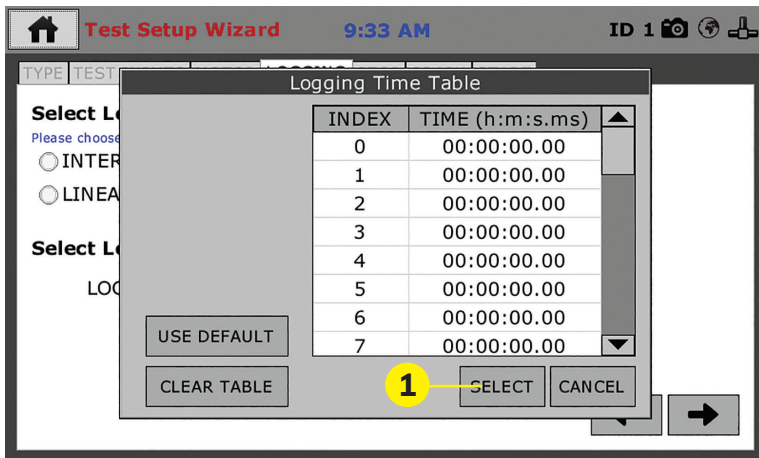 Test Setup Wizard 9:33 AM ID 1
TYPE TEST
Logging Time Table
Select
Please choose
INDEX TIME (h:m:s.ms)
0 00:00:00.00
1 00:00:00.00
2 00:00:00.00
3 00:00:00.00
4 00:00:00.00
5 00:00:00.00
6 00:00:00.00
7 00:00:00.00
Select
USE DEFAULT
CLEAR TABLE
1
SELECT
CANCEL